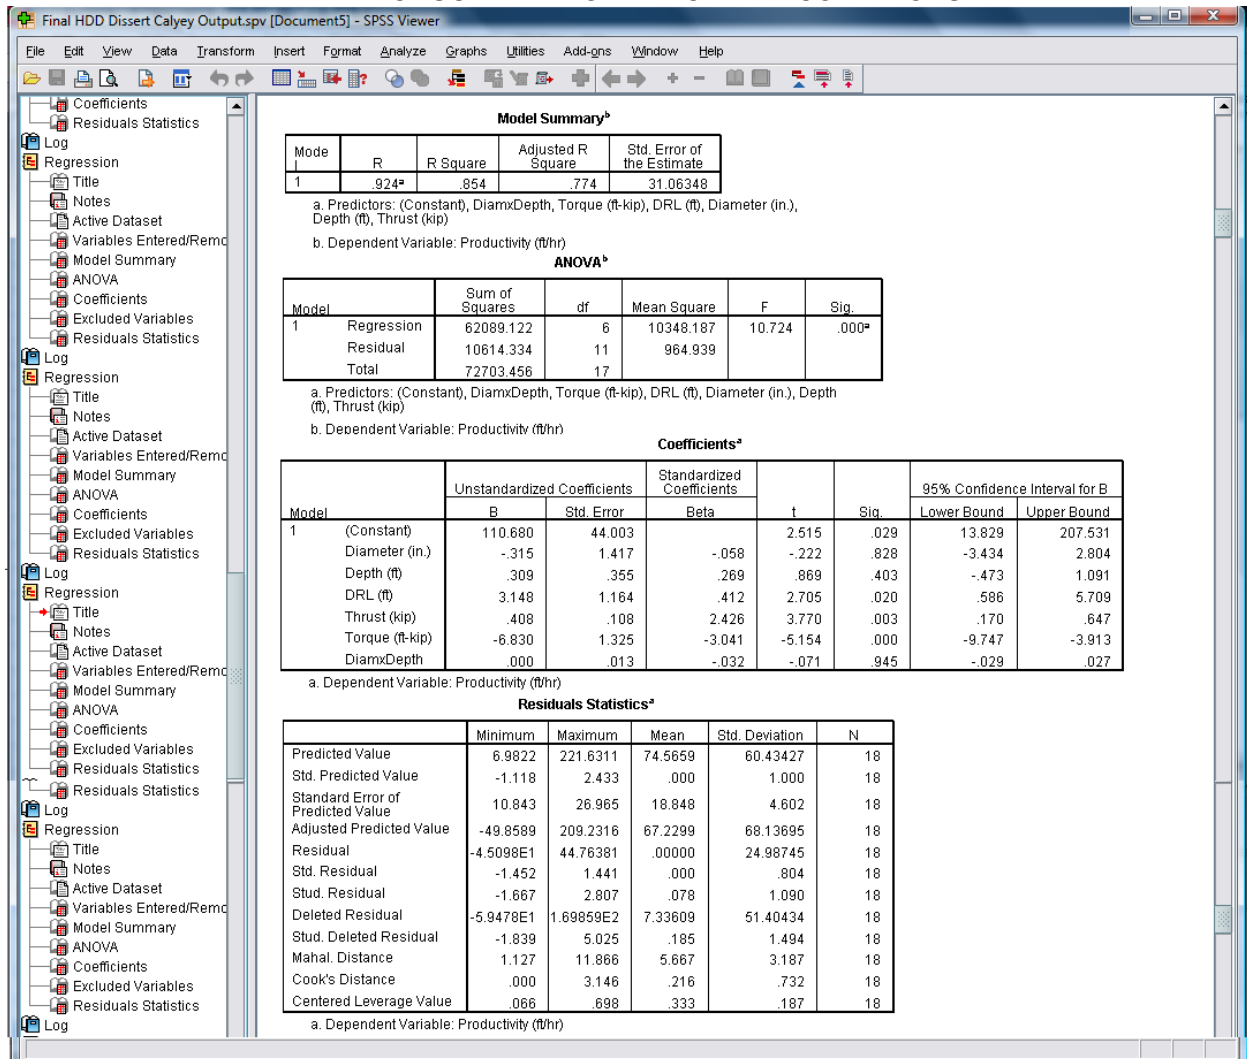 Final HDD Dissert Calyey Output.spv [Document5] - SPSS Viewer
File Edit View Data Transform Insert Format Analyze Graphs Utilities Add-ons Window Help
Coefficients
Residuals Statistics
Log
Regression
Title
Notes
Active Dataset
Variables Entered/Remo
Model Summary
ANOVA
Coefficients
Excluded Variables
Residuals Statistics
Log
Regression
Title
Notes
Active Dataset
Variables Entered/Remo
Model Summary
ANOVA
Coefficients
Excluded Variables
Residuals Statistics
Log
Regression
Title
Notes
Active Dataset
Variables Entered/Remo
Model Summary
ANOVA
Coefficients
Excluded Variables
Residuals Statistics
Residuals Statistics
Log
Regression
Title
Notes
Active Dataset
Variables Entered/Remo
Model Summary
ANOVA
Coefficients
Excluded Variables
Residuals Statistics
Log
Model Summaryb
Mode Adjusted R Std. Error of
l R R Square Square the Estimate
1 .924a .854 .774 31.06348
a. Predictors: (Constant), DiamxDepth, Torque (ft-kip), DRL (ft), Diameter (in.),
Depth (ft), Thrust (kip)
b. Dependent Variable: Productivity (ft/hr)
ANOVAb
Sum of
Model Squares df Mean Square F Sig.
1 Regression 62089.122 6 10348.187 10.724 .000a
Residual 10614.334 11 964.939
Total 72703.456 17
a. Predictors: (Constant), DiamxDepth, Torque (ft-kip), DRL (ft), Diameter (in.), Depth
(ft), Thrust (kip)
b. Dependent Variable: Productivity (ft/hr)
Coefficientsa
Standardized
Unstandardized Coefficients Coefficients 95% Confidence Interval for B
Model B Std. Error Beta t Sig. Lower Bound Upper Bound
1 (Constant) 110.680 44.003 2.515 .029 13.829 207.531
Diameter (in.) -.315 1.417 -.058 -.222 .828 -3.434 2.804
Depth (ft) .309 .355 .269 .869 .403 -.473 1.091
DRL (ft) 3.148 1.164 .412 2.705 .020 .586 5.709
Thrust (kip) .408 .108 2.426 3.770 .003 .170 .647
Torque (ft-kip) -6.830 1.325 -3.041 -5.154 .000 -9.747 -3.913
DiamxDepth .000 .013 -.032 -.071 .945 -.029 .027
a. Dependent Variable: Productivity (ft/hr)
Residuals Statisticsa
Minimum Maximum Mean Std. Deviation N
Predicted Value 6.9822 221.6311 74.5659 60.43427 18
Std. Predicted Value -1.118 2.433 .000 1.000 18
Standard Error of
Predicted Value 10.843 26.965 18.848 4.602 18
Adjusted Predicted Value -49.8589 209.2316 67.2299 68.13695 18
Residual -4.5098E1 44.76381 .00000 24.98745 18
Std. Residual -1.452 1.441 .000 .804 18
Stud. Residual -1.667 2.807 .078 1.090 18
Deleted Residual -5.9478E1 1.69859E2 7.33609 51.40434 18
Stud. Deleted Residual -1.839 5.025 .185 1.494 18
Mahal. Distance 1.127 11.866 5.667 3.187 18
Cook's Distance .000 3.146 .216 .732 18
Centered Leverage Value .066 .698 .333 .187 18
a. Dependent Variable: Productivity (ft/hr)